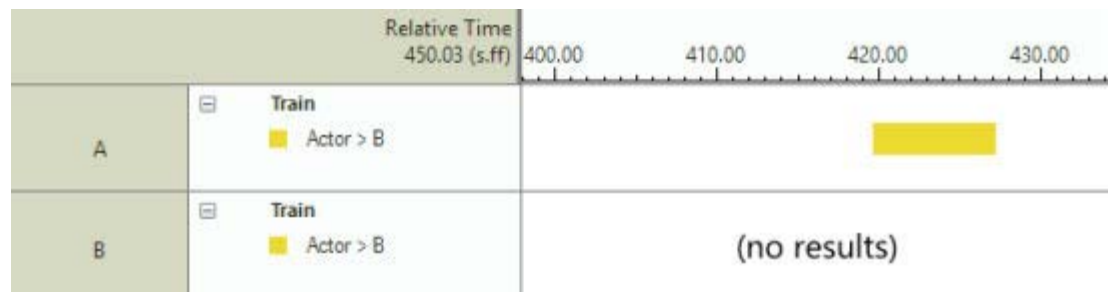 Relative Time
450.03 (s.ff) 400.00 410.00 420.00 430.00
A
Train
Actor > B
B
Train
Actor > B
(no results)